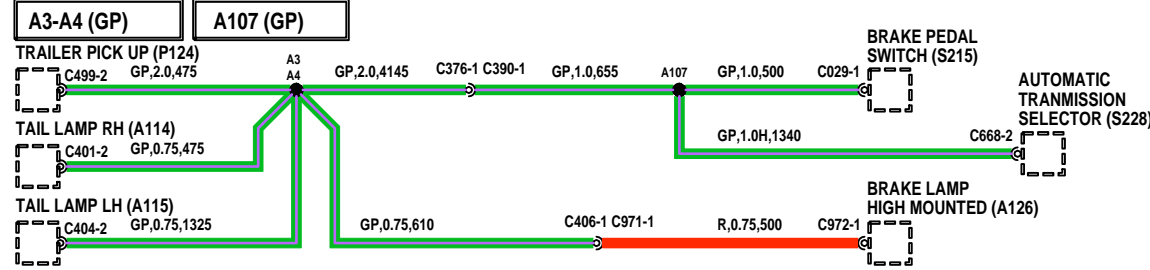 A3-A4 (GP)
A107 (GP)
TRAILER PICK UP (P124)
C499-2
GP,2.0,475
A3
A4
GP,2.0,4145
C376-1 C390-1
GP,1.0,655
A107
GP,1.0,500
C029-1
BRAKE PEDAL
SWITCH (S215)
AUTOMATIC
TRANMISSION
SELECTOR (S228)
TAIL LAMP RH (A114)
C401-2
GP,0.75,475
GP,1.0H,1340
C668-2
TAIL LAMP LH (A115)
C404-2
GP,0.75,1325
GP,0.75,610
C406-1 C971-1
R,0.75,500
C972-1
BRAKE LAMP
HIGH MOUNTED (A126)